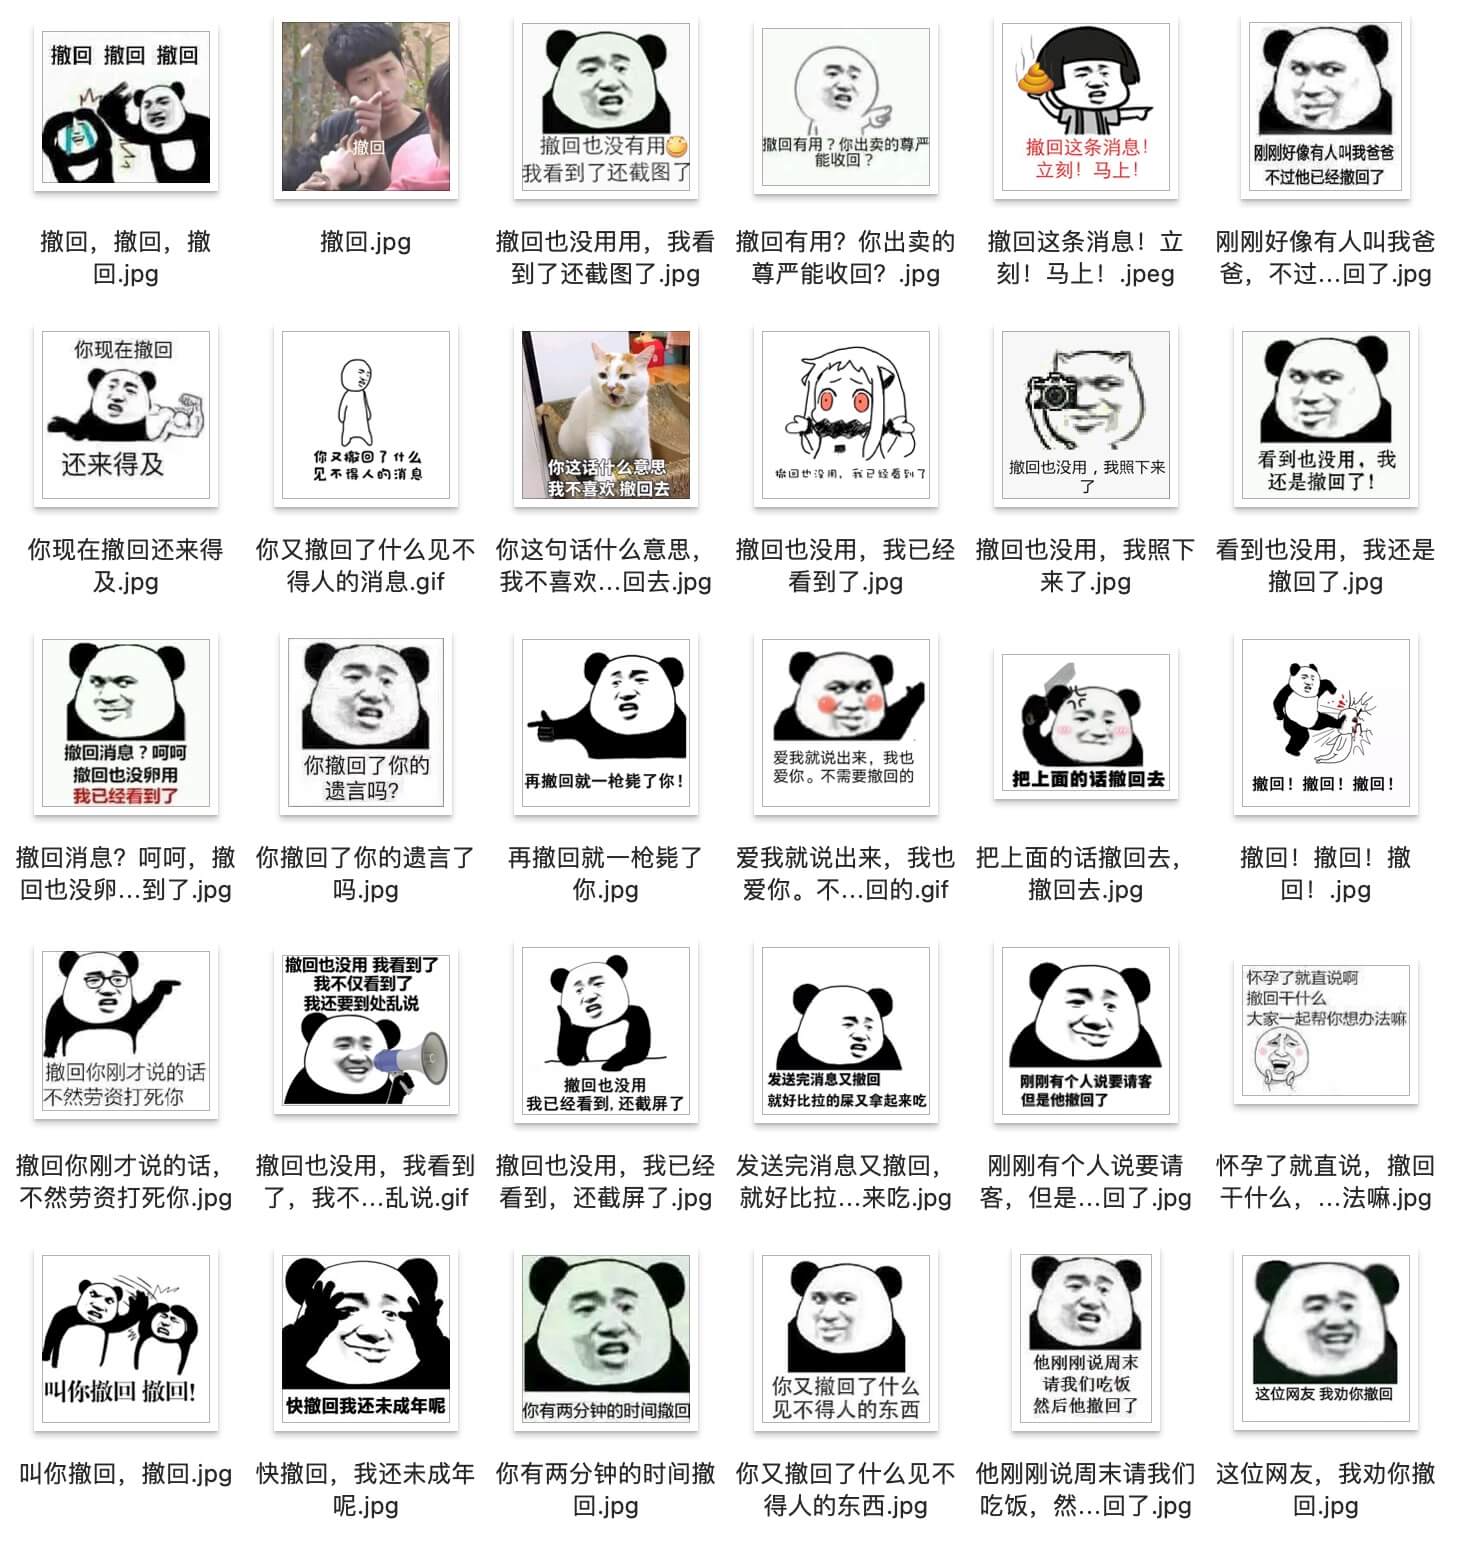 撤回 撤回 撤回
撤回
撤回也没有用
我看到了还截图了
撤回有用？你出卖的尊严
能收回？
撤回这条消息！
立刻！马上！
刚刚好像有人叫我爸爸
不过他已经撤回了
撤回，撤回，撤
回.jpg
撤回.jpg
撤回也没用用，我看
到了还截图了.jpg
撤回有用？你出卖的
尊严能收回？.jpg
撤回这条消息！立
刻！马上！.jpeg
刚刚好像有人叫我爸
爸，不过...回了.jpg
你现在撤回
还来得及
你又撤回了什么
见不得人的消息
你这话什么意思
我不喜欢 撤回去
撤回也没用，我已经看到了
撤回也没用，我照下来
了
看到也没用，我
还是撤回了！
你现在撤回还来得
及.jpg
你又撤回了什么见不
得人的消息.gif
你这句话什么意思，
我不喜欢...回去.jpg
撤回也没用，我已经
看到了.jpg
撤回也没用，我照下
来了.jpg
看到也没用，我还是
撤回了.jpg
撤回消息？呵呵
撤回也没卵用
我已经看到了
你撤回了你的
遗言吗?
再撤回就一枪毙了你！
爱我就说出来，我也
爱你。不需要撤回的
把上面的话撤回去
撤回！撤回！撤回！
撤回消息？呵呵，撤
回也没卵...到了.jpg
你撤回了你的遗言了
吗.jpg
再撤回就一枪毙了
你.jpg
爱我就说出来，我也
爱你。不...回的.gif
把上面的话撤回去，
撤回去.jpg
撤回！撤回！撤
回！.jpg
撤回你刚才说的话
不然劳资打死你
撤回也没用 我看到了
我不仅看到了
我还要到处乱说
撤回也没用
我已经看到,还截屏了
发送完消息又撤回
就好比拉的屎又拿起来吃
刚刚有个人说要请客
但是他撤回了
怀孕了就直说啊
撤回干什么
大家一起帮你想办法嘛
撤回你刚才说的话，
不然劳资打死你.jpg
撤回也没用，我看到
了，我不...乱说.gif
撤回也没用，我已经
看到，还截屏了.jpg
发送完消息又撤回，
就好比拉...来吃.jpg
刚刚有个人说要请
客，但是...回了.jpg
怀孕了就直说，撤回
干什么，...法嘛.jpg
叫你撤回 撤回!
快撤回我还未成年呢
你有两分钟的时间撤回
你又撤回了什么
见不得人的东西
他刚刚说周末
请我们吃饭
然后他撤回了
这位网友 我劝你撤回
叫你撤回，撤回.jpg
快撤回，我还未成年
呢.jpg
你有两分钟的时间撤
回.jpg
你又撤回了什么见不
得人的东西.jpg
他刚刚说周末请我们
吃饭，然...回了.jpg
这位网友，我劝你撤
回.jpg